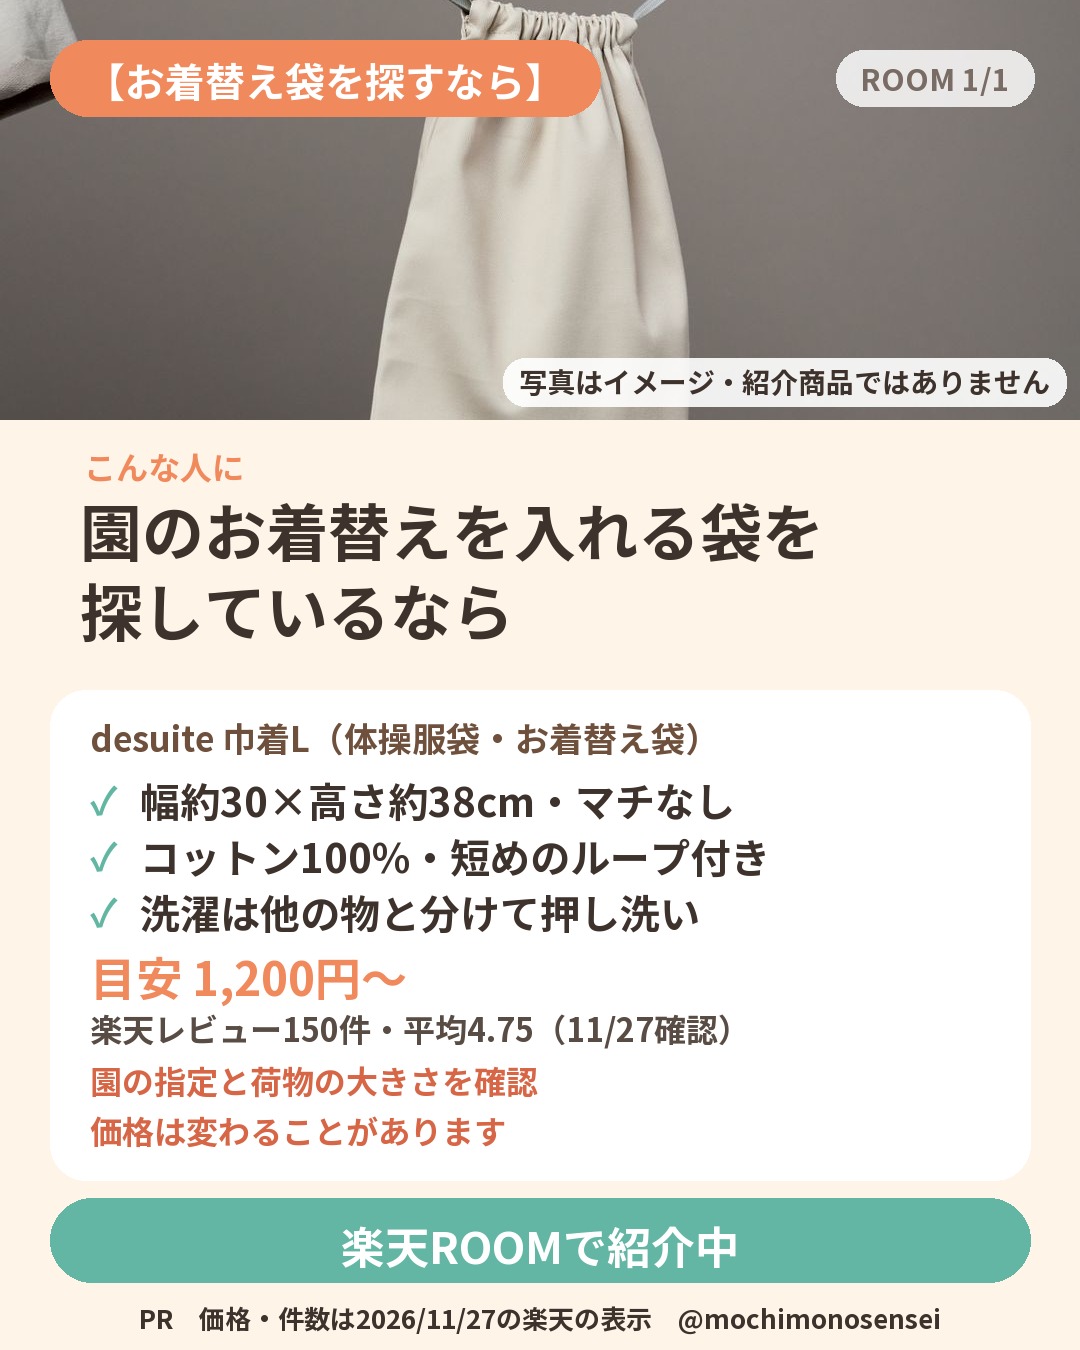 【お着替え袋を探すなら】
ROOM 1/1
写真はイメージ・紹介商品ではありません
こんな人に
園のお着替えを入れる袋を
探しているなら
desuite 巾着L（体操服袋・お着替え袋）
✓ 幅約30×高さ約38cm・マチなし
✓ コットン100%・短めのループ付き
✓ 洗濯は他の物と分けて押し洗い
目安 1,200円〜
楽天レビュー150件・平均4.75（11/27確認）
園の指定と荷物の大きさを確認
価格は変わることがあります
楽天ROOMで紹介中
PR　価格・件数は2026/11/27の楽天の表示　@mochimonosensei